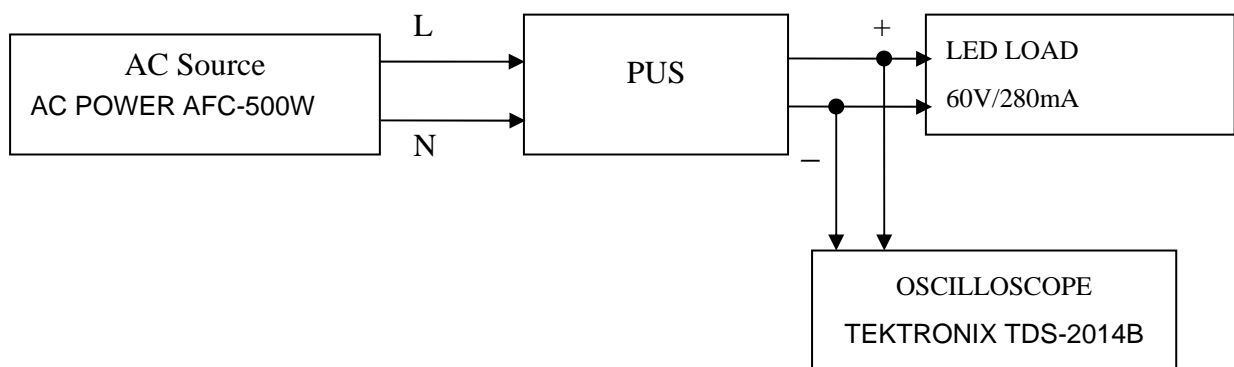 AC Source
AC POWER AFC-500W
L
N
PUS
+
−
LED LOAD
60V/280mA
OSCILLOSCOPE
TEKTRONIX TDS-2014B